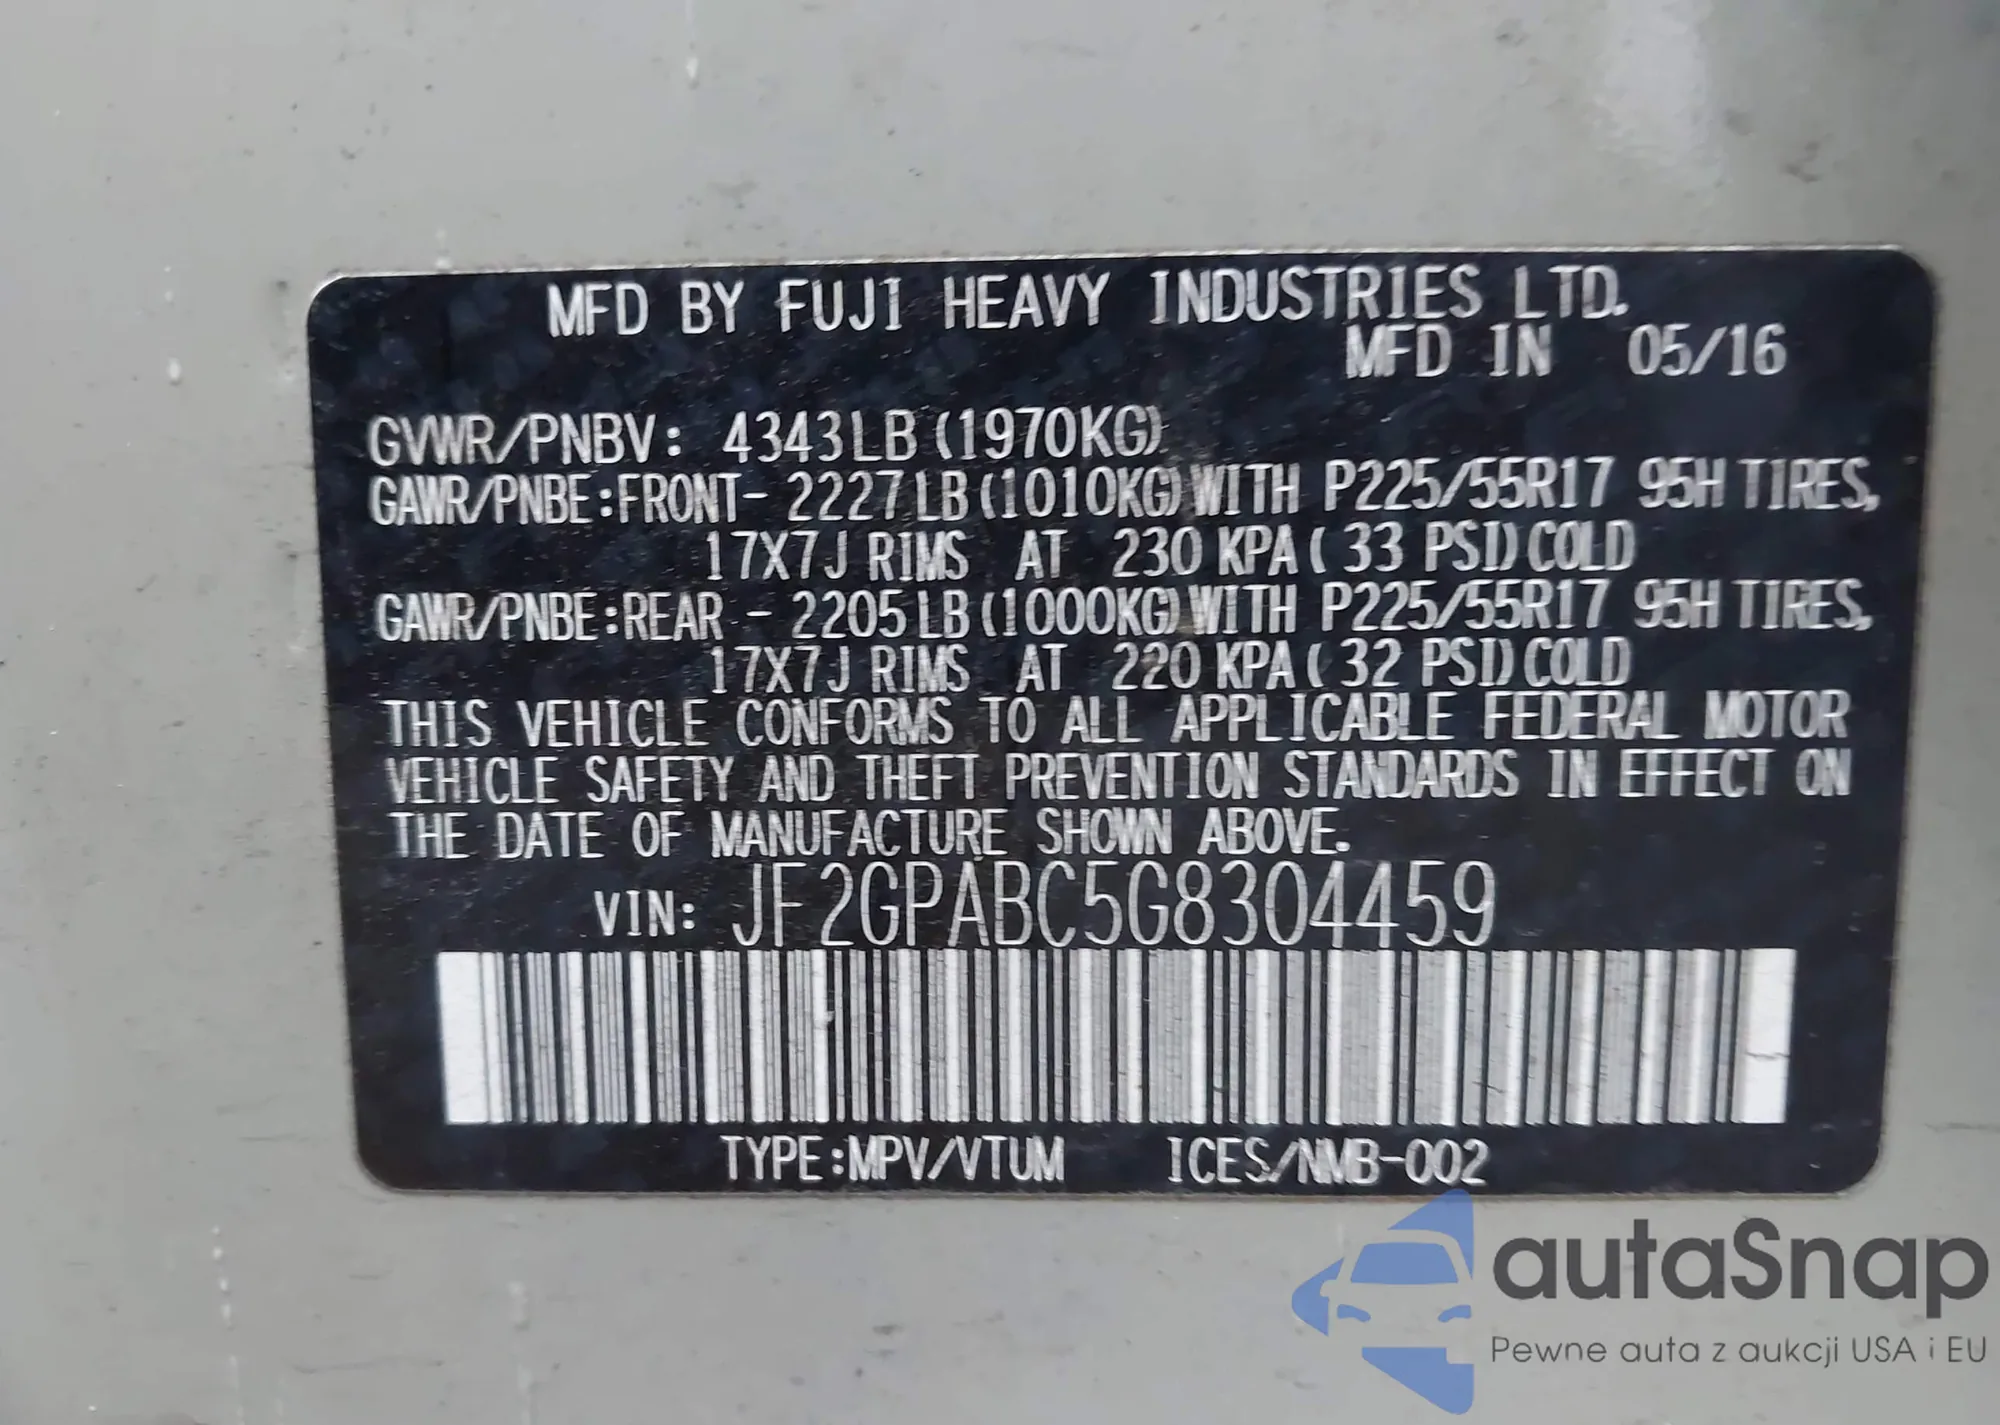 MFD BY FUJI HEAVY INDUSTRIES LTD.
MFD IN 05/16
GVWR/PNBV: 4343LB (1970KG)
GAWR/PNBE:FRONT- 2227LB (1010KG) WITH P225/55R17 95H TIRES,
17X7J RIMS AT 230 KPA ( 33 PSI) COLD
GAWR/PNBE:REAR - 2205LB (1000KG) WITH P225/55R17 95H TIRES,
17X7J RIMS AT 220 KPA ( 32 PSI) COLD
THIS VEHICLE CONFORMS TO ALL APPLICABLE FEDERAL MOTOR
VEHICLE SAFETY AND THEFT PREVENTION STANDARDS IN EFFECT ON
THE DATE OF MANUFACTURE SHOWN ABOVE.
VIN: JF2GPABC5G8304459
TYPE:MPV/VTUM ICES/NMB-002
autaSnap
Pewne auta z aukcji USA i EU